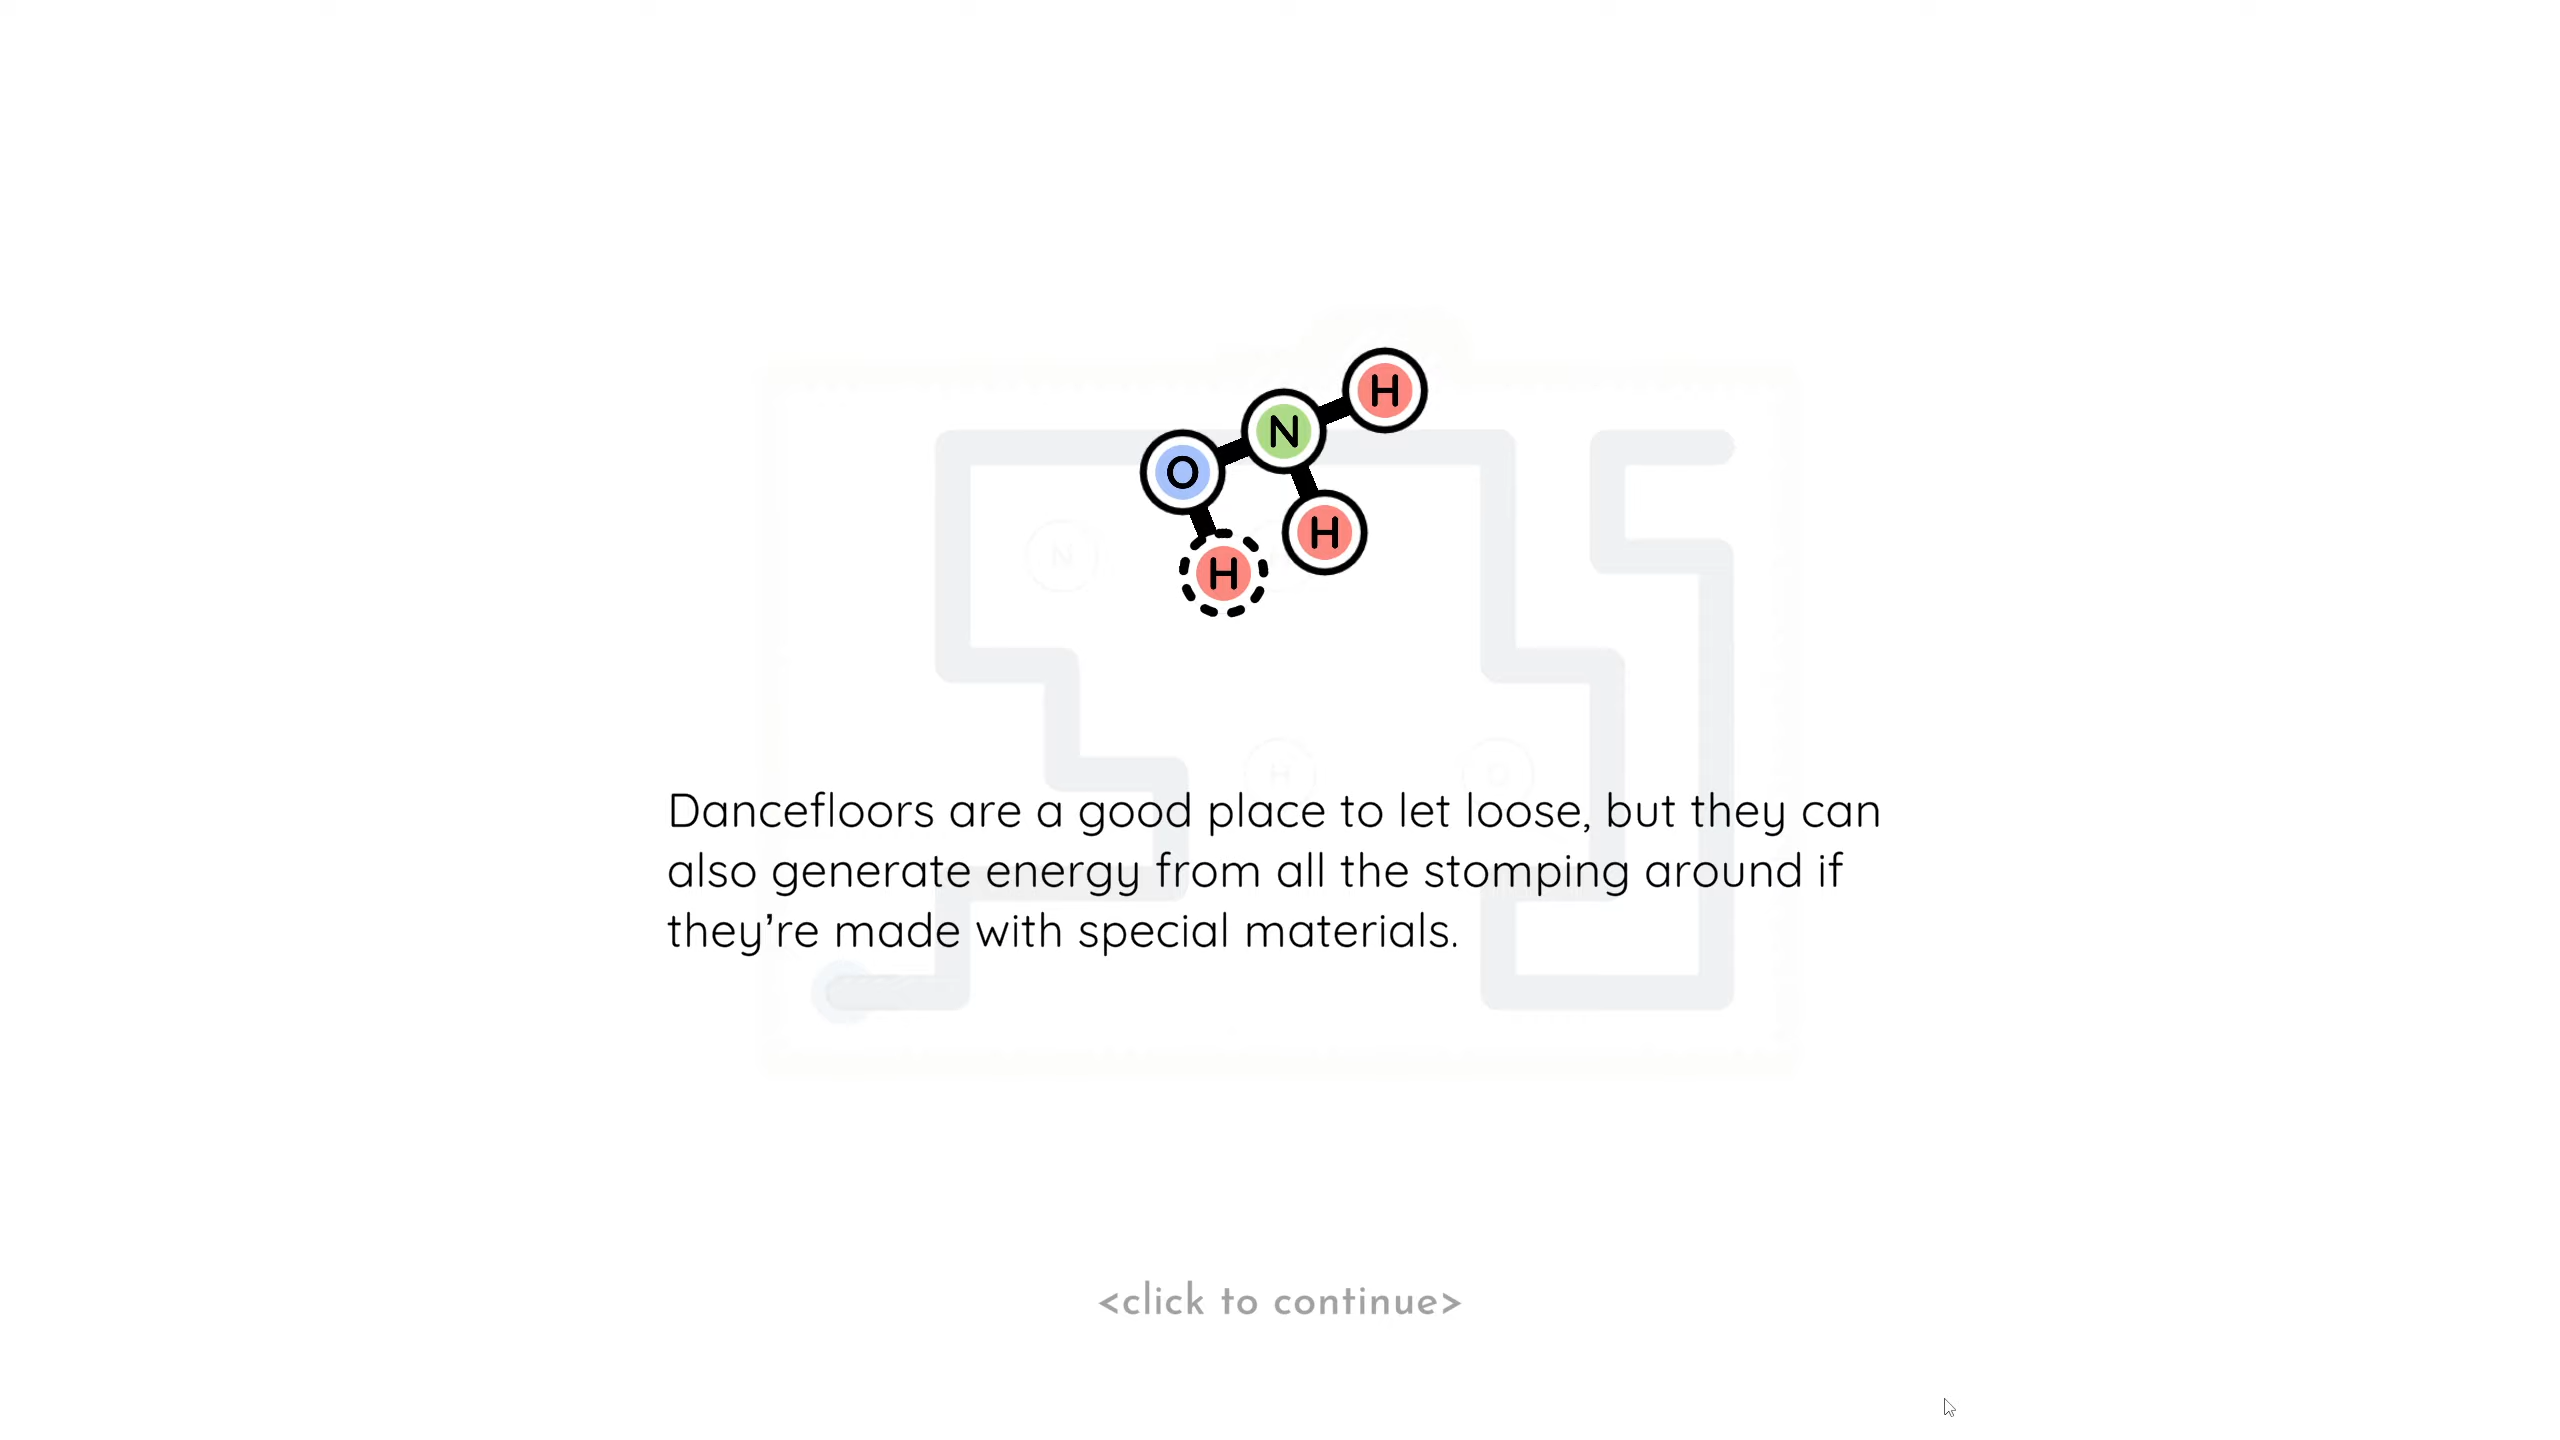 H
N
O
H
H
N
H
O
Dancefloors are a good place to let loose, but they can
also generate energy from all the stomping around if
they’re made with special materials.
<click to continue>